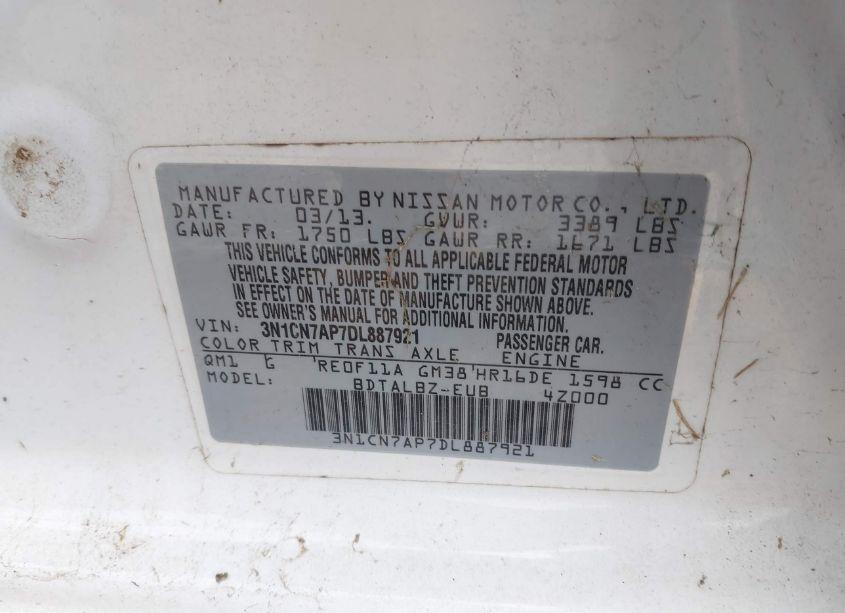 MANUFACTURED BY NISSAN MOTOR CO., LTD.
DATE: 03/13. GVWR: 3389 LBS
GAWR FR: 1750 LBS GAWR RR: 1671 LBS
THIS VEHICLE CONFORMS TO ALL APPLICABLE FEDERAL MOTOR
VEHICLE SAFETY, BUMPER AND THEFT PREVENTION STANDARDS
IN EFFECT ON THE DATE OF MANUFACTURE SHOWN ABOVE.
SEE OWNER'S MANUAL FOR ADDITIONAL INFORMATION.
VIN: 3N1CN7AP7DL887921 PASSENGER CAR.
COLOR TRIM TRANS AXLE ENGINE
QM1 G RE0F11A GM38 HR16DE 1598 CC
MODEL: BDTALBZ-EUB 4Z000
3N1CN7AP7DL887921